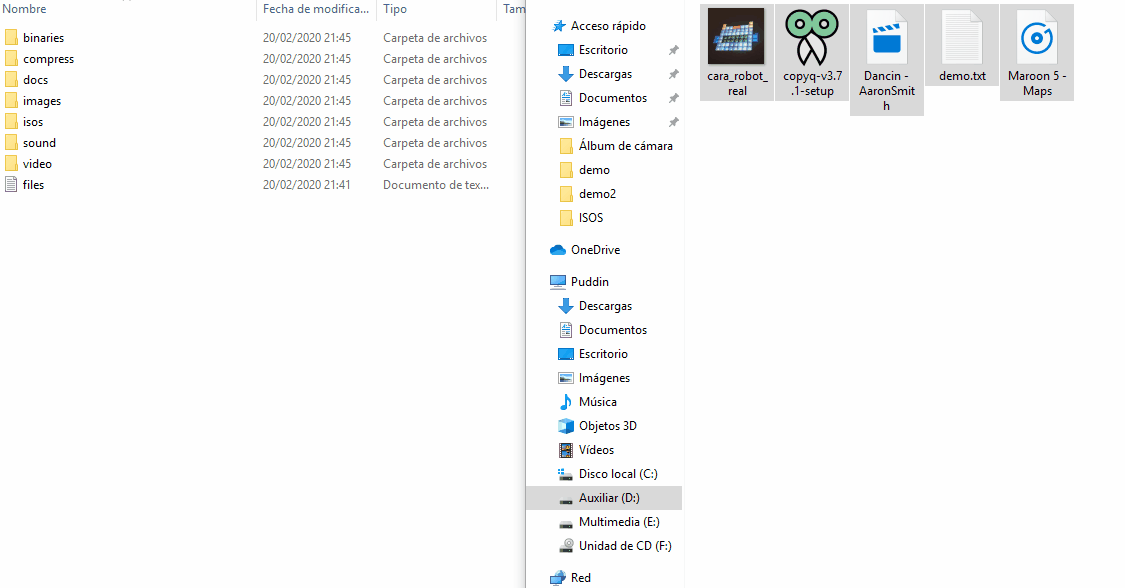 Nombre Fecha de modifica... Tipo Tam
binaries 20/02/2020 21:45 Carpeta de archivos
compress 20/02/2020 21:45 Carpeta de archivos
docs 20/02/2020 21:45 Carpeta de archivos
images 20/02/2020 21:45 Carpeta de archivos
isos 20/02/2020 21:45 Carpeta de archivos
sound 20/02/2020 21:45 Carpeta de archivos
video 20/02/2020 21:45 Carpeta de archivos
files 20/02/2020 21:41 Documento de tex...
Acceso rápido
Escritorio
Descargas
Documentos
Imágenes
Álbum de cámara
demo
demo2
ISOS
OneDrive
Puddin
Descargas
Documentos
Escritorio
Imágenes
Música
Objetos 3D
Vídeos
Disco local (C:)
Auxiliar (D:)
Multimedia (E:)
Unidad de CD (F:)
Red
cara_robot_
real
copyq-v3.7
.1-setup
Dancin -
AaronSmit
h
demo.txt
Maroon 5 -
Maps